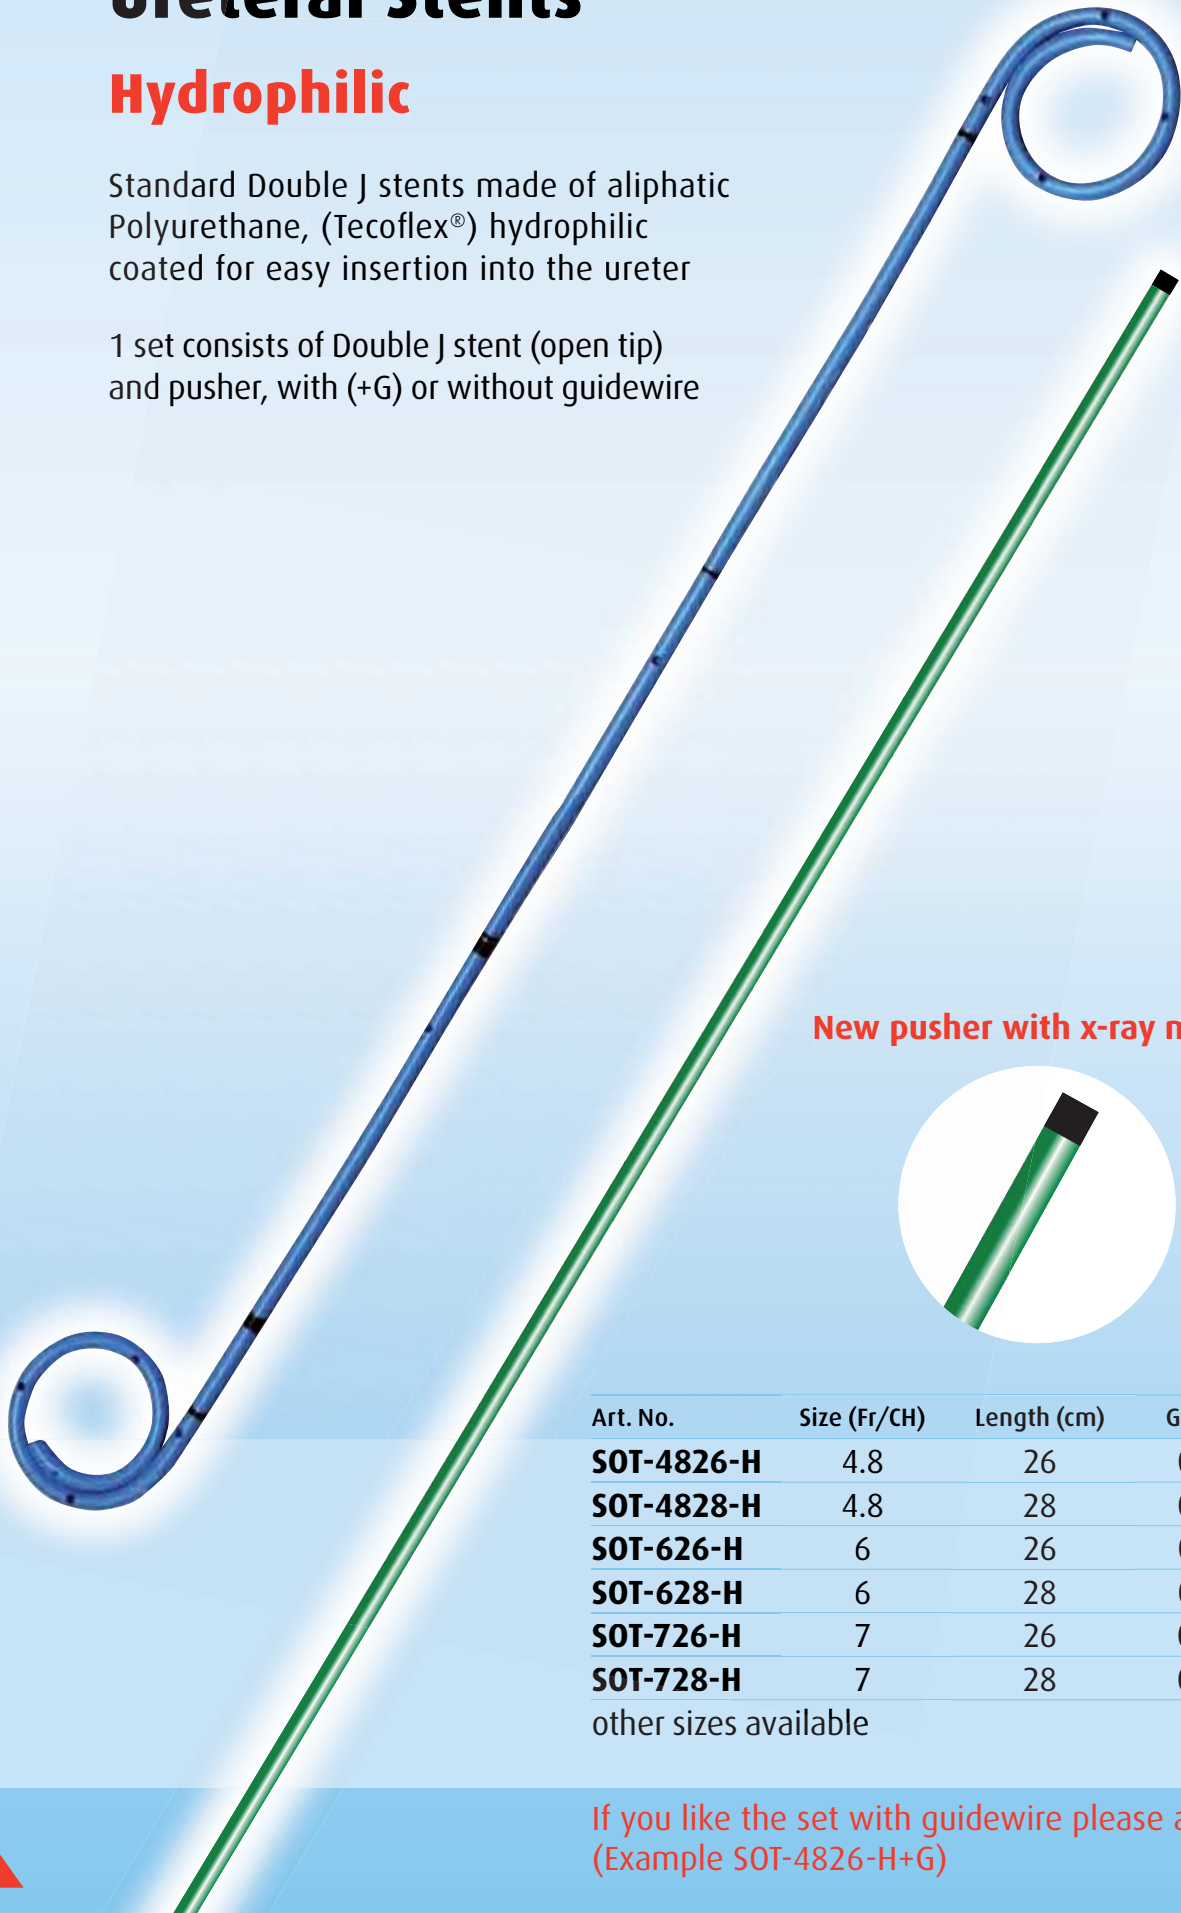 Ureteral Stents
Hydrophilic
Standard Double J stents made of aliphatic
Polyurethane, (Tecoflex®) hydrophilic
coated for easy insertion into the ureter
1 set consists of Double J stent (open tip)
and pusher, with (+G) or without guidewire
New pusher with x-ray
Art. No. Size (Fr/CH) Length (cm)
SOT-4826-H 4.8 26
SOT-4828-H 4.8 28
SOT-626-H 6 26
SOT-628-H 6 28
SOT-726-H 7 26
SOT-728-H 7 28
other sizes available
If you like the set with guidewire please
(Example SOT-4826-H+G)